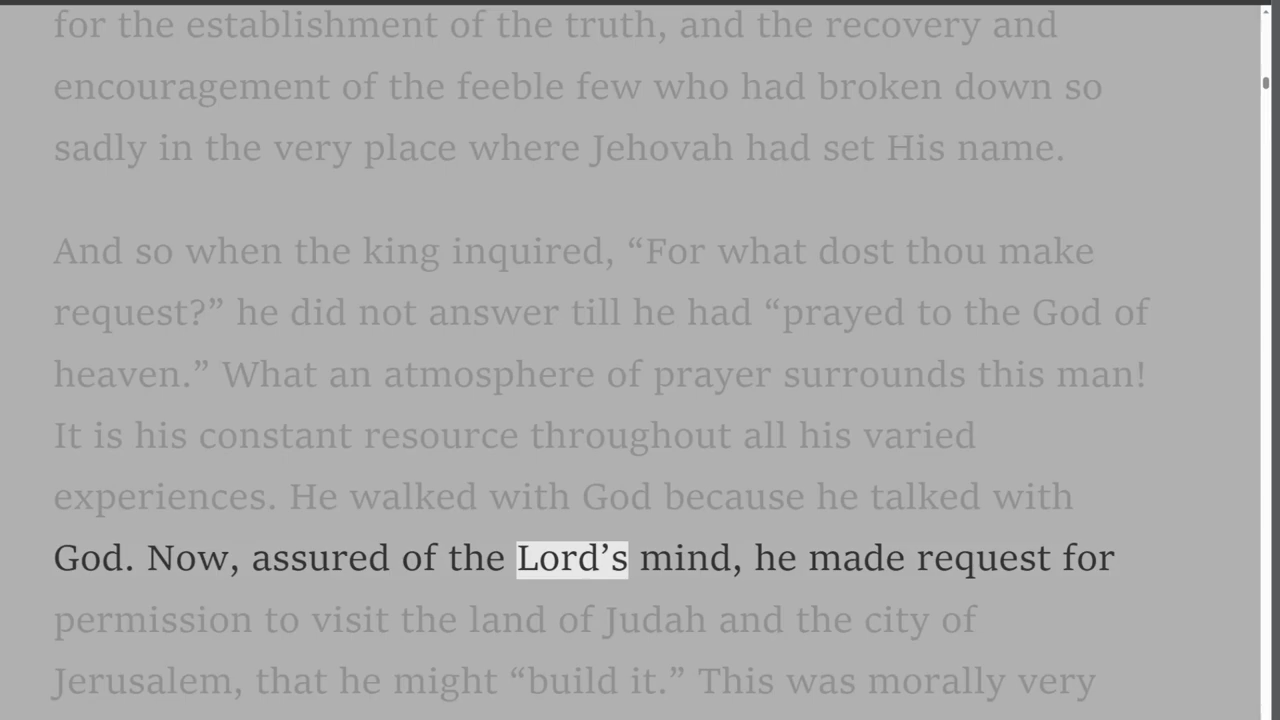 for the establishment of the truth, and the recovery and
encouragement of the feeble few who had broken down so
sadly in the very place where Jehovah had set His name.
And so when the king inquired, “For what dost thou make
request?” he did not answer till he had “prayed to the God of
heaven.” What an atmosphere of prayer surrounds this man!
It is his constant resource throughout all his varied
experiences. He walked with God because he talked with
God. Now, assured of the Lord’s mind, he made request for
permission to visit the land of Judah and the city of
Jerusalem, that he might “build it.” This was morally very